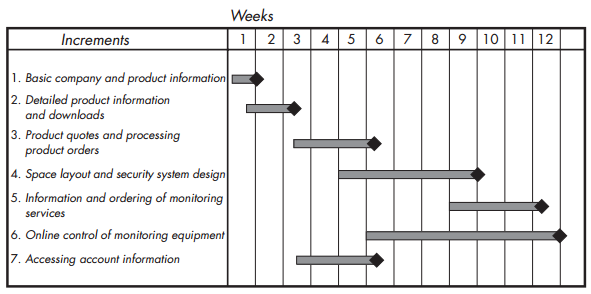 Weeks
Increments 1 2 3 4 5 6 7 8 9 10 11 12
1. Basic company and product information
2. Detailed product information
and downloads
3. Product quotes and processing
product orders
4. Space layout and security system design
5. Information and ordering of monitoring
services
6. Online control of monitoring equipment
7. Accessing account information